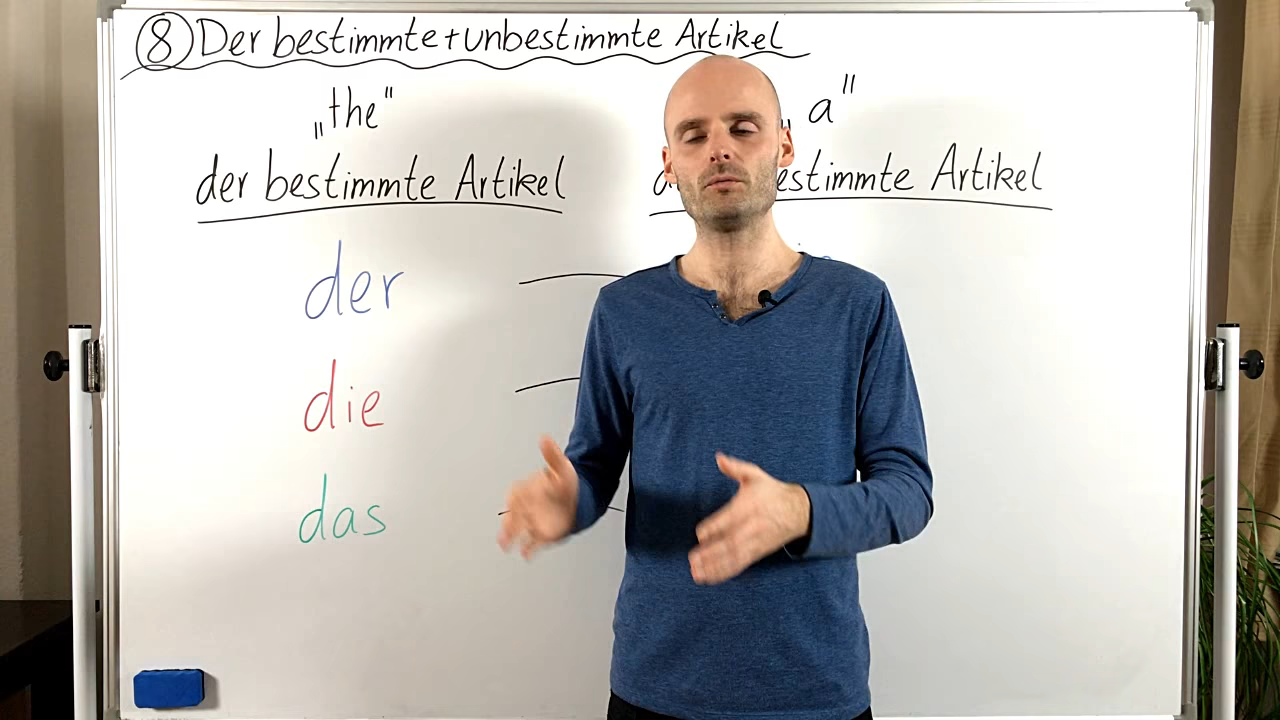 8 Der bestimmte+unbestimmte Artikel
„the"
„a"
der bestimmte Artikel
estimmte Artikel
der
die
das